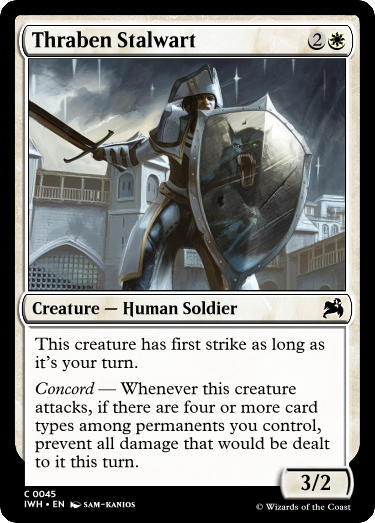 Thraben Stalwart 2
Creature — Human Soldier
This creature has first strike as long as
it's your turn.
Concord — Whenever this creature
attacks, if there are four or more card
types among permanents you control,
prevent all damage that would be dealt
to it this turn.
3/2
C 0045
IWH • EN SAM-KANIOS
© Wizards of the Coast